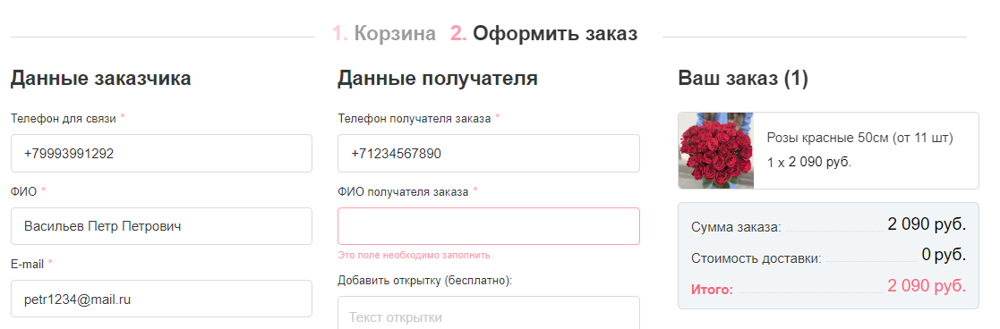 1. Корзина 2. Оформить заказ
Данные заказчика
Телефон для связи *
+79993991292
ФИО *
Васильев Петр Петрович
E-mail *
petr1234@mail.ru
Данные получателя
Телефон получателя заказа *
+71234567890
ФИО получателя заказа *
Это поле необходимо заполнить
Добавить открытку (бесплатно):
Текст открытки
Ваш заказ (1)
Розы красные 50см (от 11 шт)
1 x 2 090 руб.
Сумма заказа: 2 090 руб.
Стоимость доставки: 0 руб.
Итого: 2 090 руб.